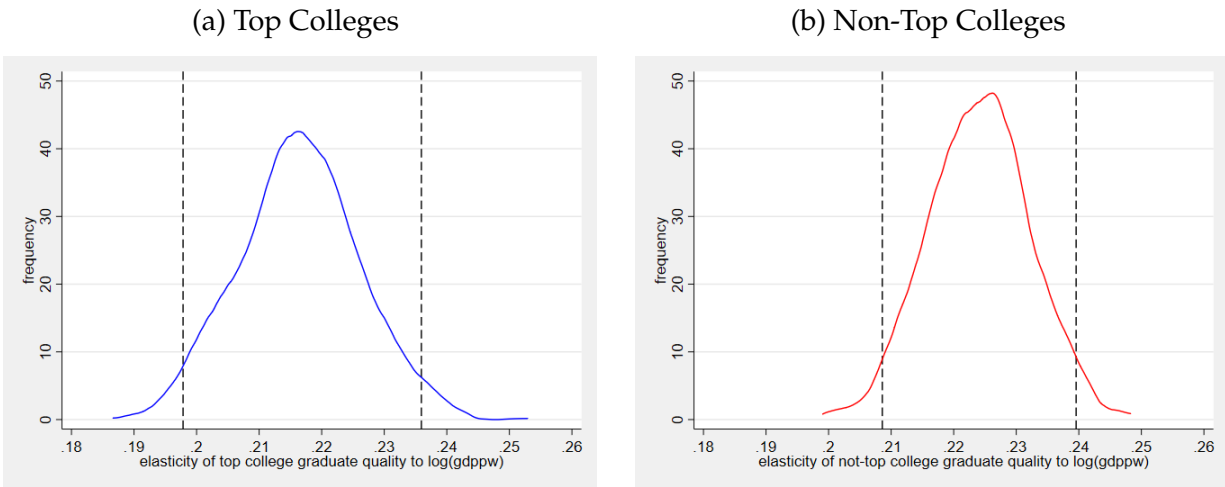 (a) Top Colleges
50
40
30
20
10
0
frequency
.18 .19 .2 .21 .22 .23 .24 .25 .26
elasticity of top college graduate quality to log(gdppw)
(b) Non-Top Colleges
50
40
30
20
10
0
frequency
.18 .19 .2 .21 .22 .23 .24 .25 .26
elasticity of not-top college graduate quality to log(gdppw)